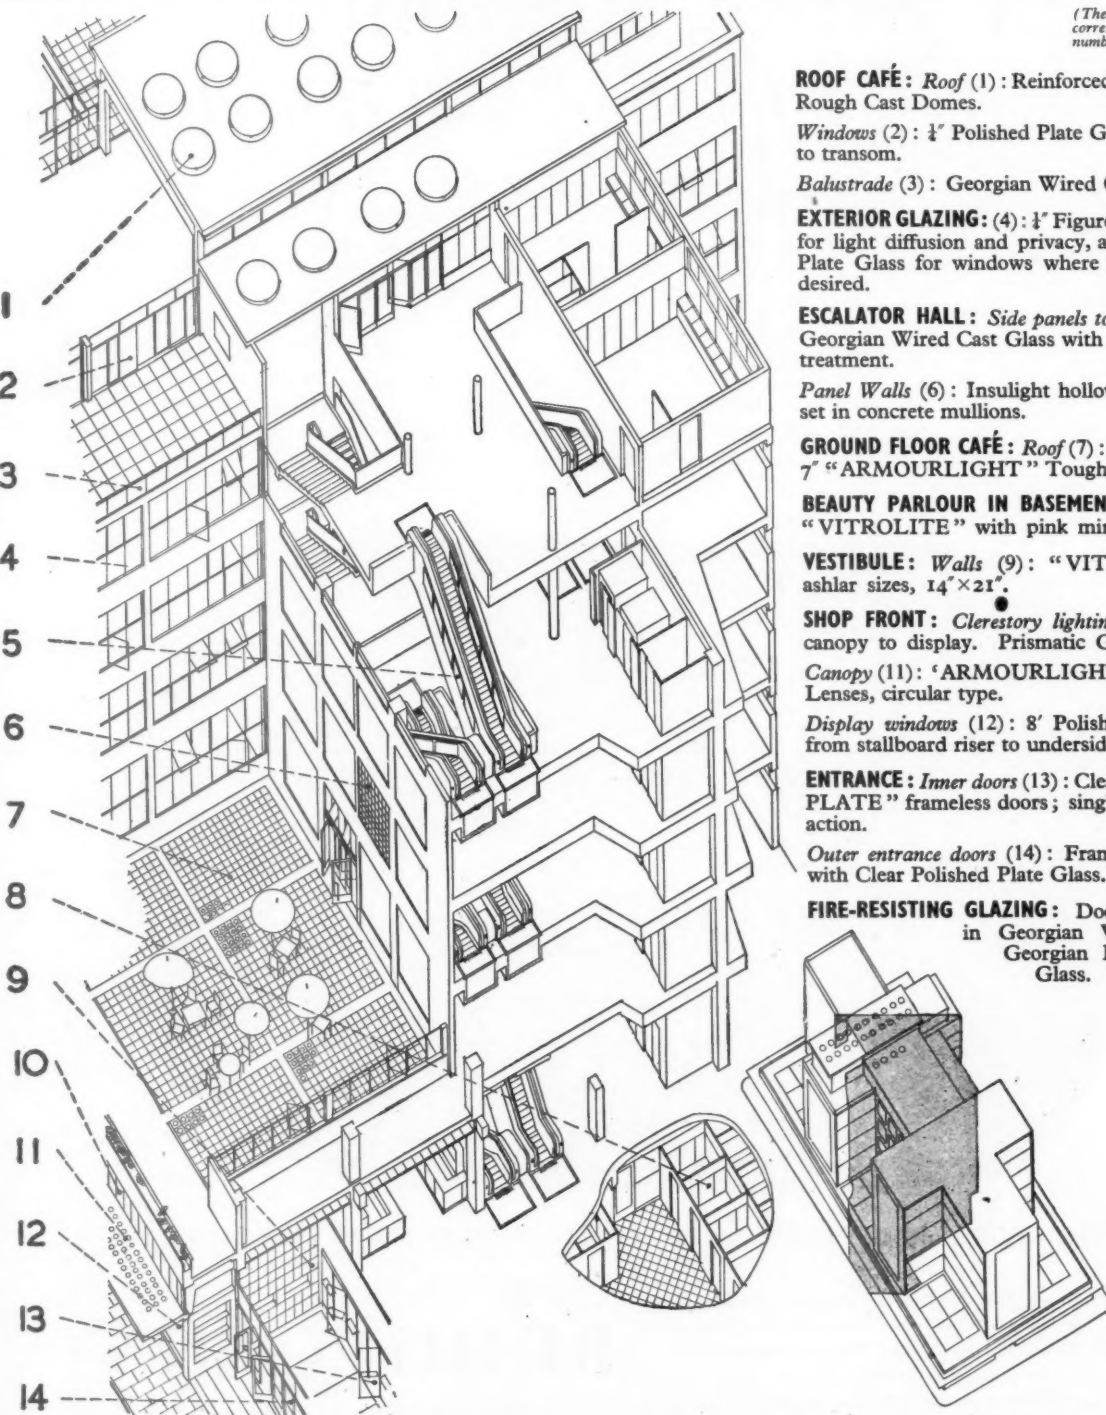 (The
corre
numb
ROOF CAFÉ: Roof (1): Reinforced
Rough Cast Domes.
Windows (2): ¼" Polished Plate G
to transom.
Balustrade (3): Georgian Wired
EXTERIOR GLAZING: (4): ¼" Figure
for light diffusion and privacy, a
Plate Glass for windows where
desired.
ESCALATOR HALL: Side panels to
Georgian Wired Cast Glass with
treatment.
Panel Walls (6): Insulight hollow
set in concrete mullions.
GROUND FLOOR CAFÉ: Roof (7):
7" "ARMOURLIGHT" Tough
BEAUTY PARLOUR IN BASEMEN
"VITROLITE" with pink mir
VESTIBULE: Walls (9): "VIT
ashlar sizes, 14"×21".
SHOP FRONT: Clerestory lightin
canopy to display. Prismatic G
Canopy (11): 'ARMOURLIGH
Lenses, circular type.
Display windows (12): 8' Polish
from stallboard riser to undersid
ENTRANCE: Inner doors (13): Clea
PLATE" frameless doors; sing
action.
Outer entrance doors (14): Fram
with Clear Polished Plate Glass.
FIRE-RESISTING GLAZING: Doo
in Georgian W
Georgian
Glass.
1
2
3
4
5
6
7
8
9
10
11
12
13
14